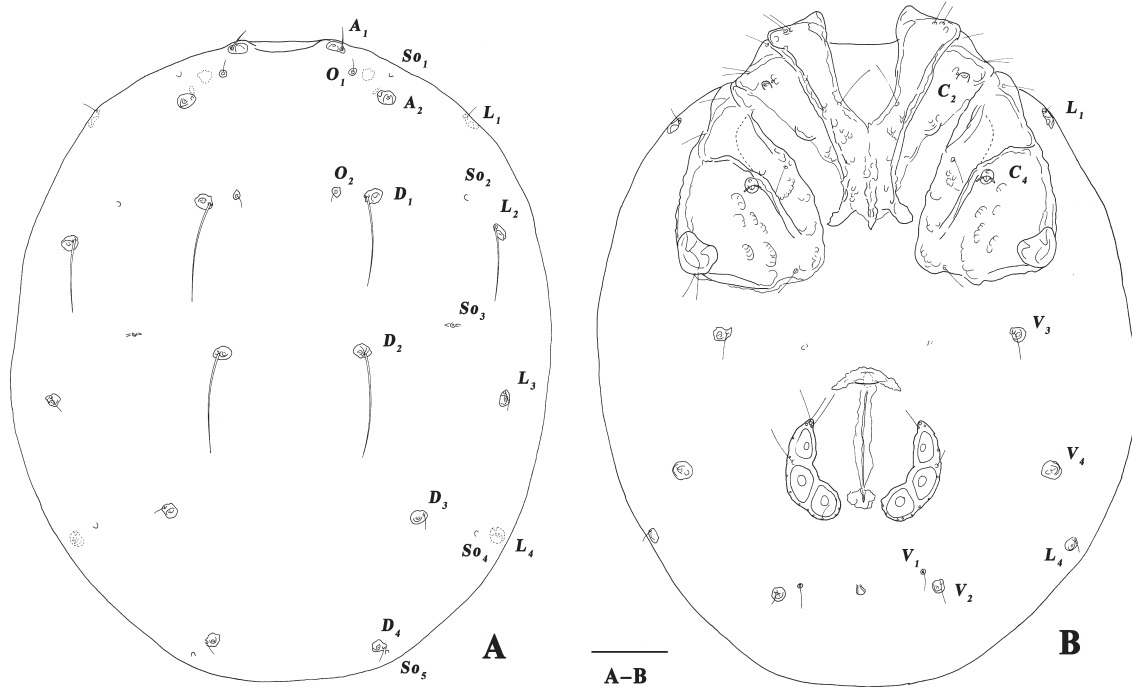 A₁
So₁
O₁
A₂
L₁
So₂
O₂
D₁
L₂
So₃
D₂
L₃
D₃
So₄
L₄
D₄
So₅
A
A–B
C₂
L₁
C₄
V₃
V₄
L₄
V₁
V₂
B